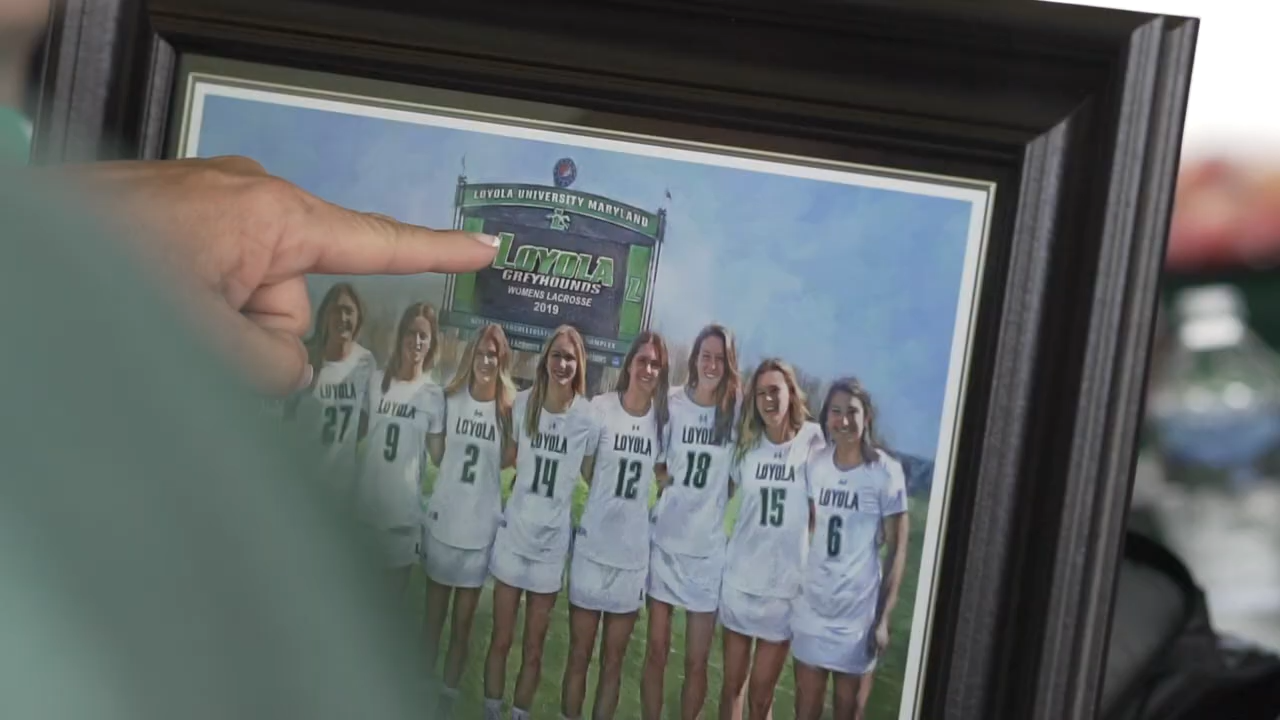 LOYOLA UNIVERSITY MARYLAND
LOYOLA
GREYHOUNDS
WOMENS LACROSSE
2019
L
LOYOLA
27
LOYOLA
9
LOYOLA
2
LOYOLA
14
LOYOLA
12
LOYOLA
18
LOYOLA
15
LOYOLA
6